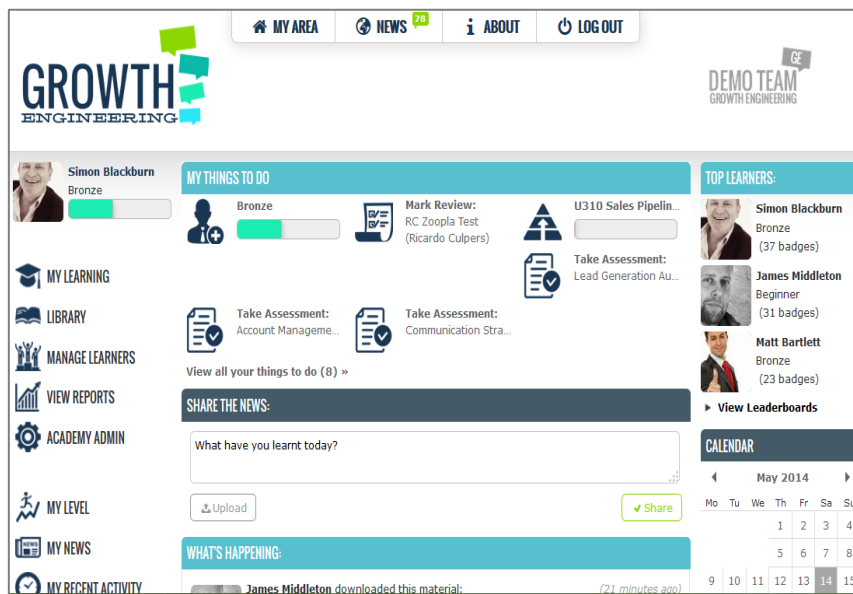 MY AREA
NEWS 78
ABOUT
LOG OUT
GROWTH
ENGINEERING
GE
DEMO TEAM
GROWTH ENGINEERING
Simon Blackburn
Bronze
MY LEARNING
LIBRARY
MANAGE LEARNERS
VIEW REPORTS
ACADEMY ADMIN
MY LEVEL
NEWS
MY NEWS
MY RECENT ACTIVITY
MY THINGS TO DO
Bronze
Mark Review:
RC Zoopla Test
(Ricardo Culpers)
U310 Sales Pipelin...
Take Assessment:
Lead Generation Au...
Take Assessment:
Account Manageme...
Take Assessment:
Communication Stra...
View all your things to do (8) »
SHARE THE NEWS:
What have you learnt today?
Upload
Share
WHAT'S HAPPENING:
James Middleton downloaded this material:
(21 minutes ago)
TOP LEARNERS:
Simon Blackburn
Bronze
(37 badges)
James Middleton
Beginner
(31 badges)
Matt Bartlett
Bronze
(23 badges)
View Leaderboards
CALENDAR
May 2014
Mo Tu We Th Fr Sa Su
1 2 3 4
5 6 7 8
9 10 11 12 13 14 15